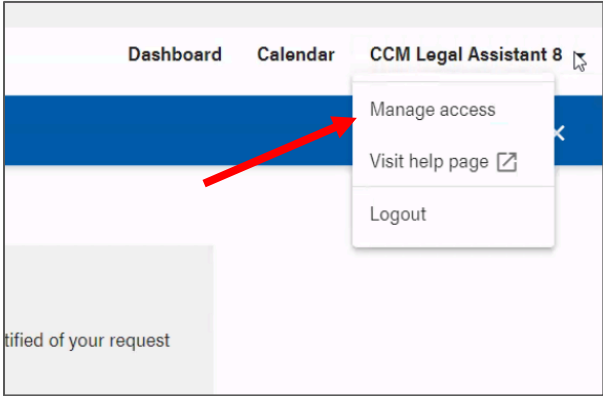 Dashboard Calendar CCM Legal Assistant 8
Manage access
Visit help page
Logout
tified of your request